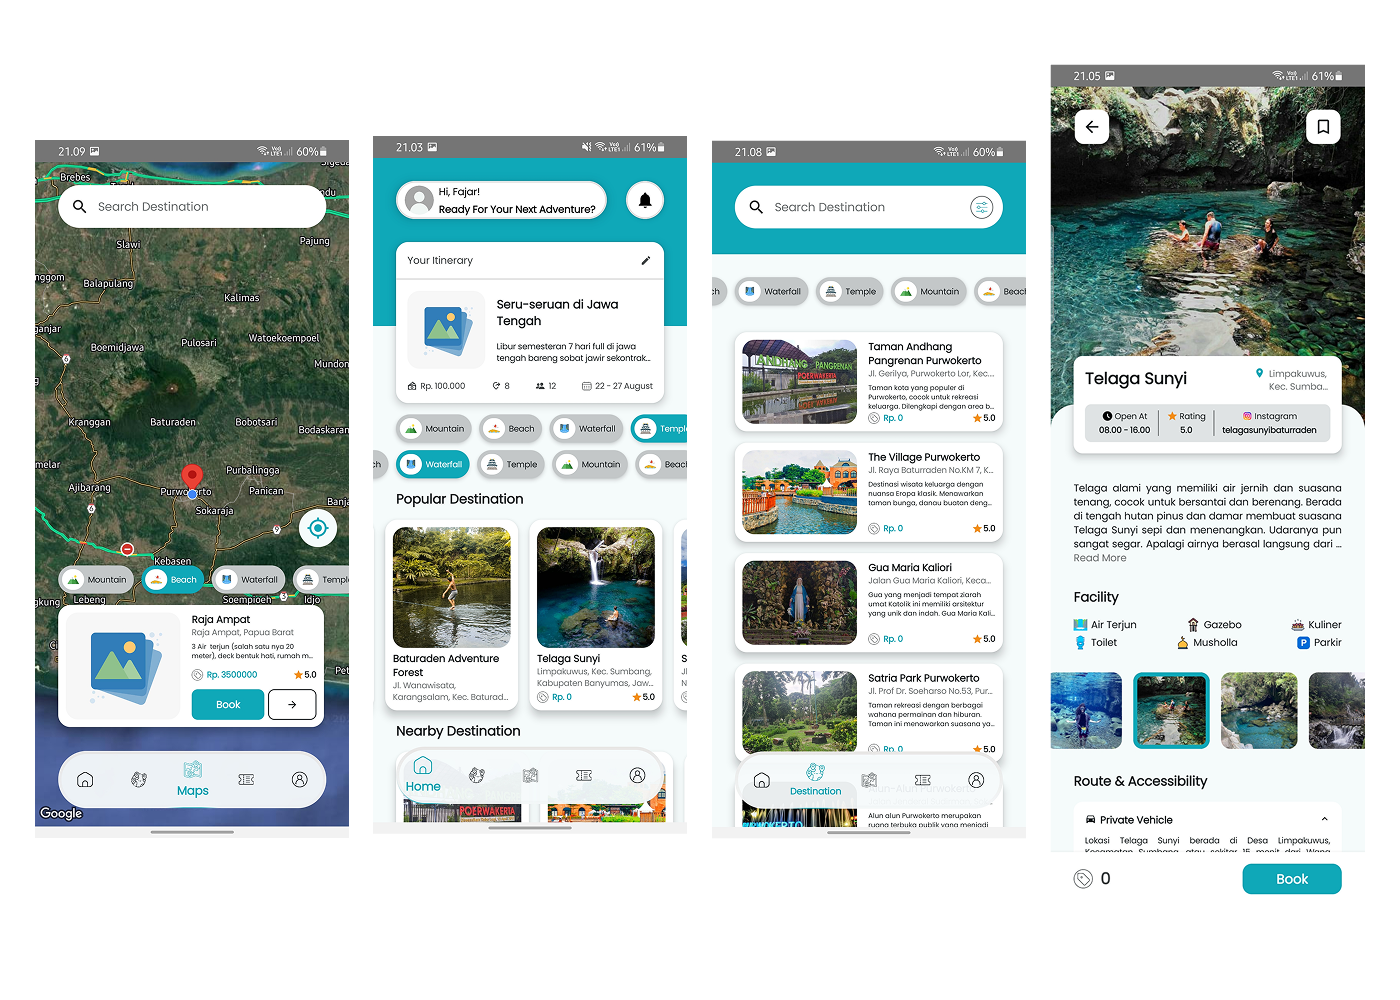 21.09
60%
Brebes
Search Destination
ndu
Slawi
Pajung
nggom
Balapulang
Kalimas
ganjar
Pulosari
Watoekoempoel
Boemidjawa
Mundon
6
g
Kranggan
Baturaden
Bobotsari
Bodaskaran
melar
Purbalingga
Ajibarang
Purwokerto
Panican
Banja
6
Sokaraja
9
Kebasen
Mountain
Beach
Waterfall
Templ
gkung
Lebeng
Soempioeh
3
Idjo
Ci
Raja Ampat
Raja Ampat, Papua Barat
3 Air terjun (salah satu nya 20
meter), deck bentuk hati, rumah m...
Pet
Rp. 3500000
5.0
Book
Maps
Google
21.03
61%
Hi, Fajar!
Ready For Your Next Adventure?
Your Itinerary
Seru-seruan di Jawa
Tengah
Libur semesteran 7 hari full di jawa
tengah bareng sobat jawir sekontrak...
Rp. 100.000
8
12
22 - 27 August
Mountain
Beach
Waterfall
Templ
ch
Waterfall
Temple
Mountain
Beac
Popular Destination
Baturaden Adventure
Forest
Jl. Wanawisata,
Karangsalam, Kec. Baturad...
Telaga Sunyi
Limpakuwus, Kec. Sumbang,
Kabupaten Banyumas, Jaw...
Rp. 0
5.0
S
Jl.
N
Nearby Destination
Home
POERWAKERTA
21.08
60%
Search Destination
ch
Waterfall
Temple
Mountain
Beach
ANDHANG PANGRENAN
POERWAKERTA
Taman Andhang
Pangrenan Purwokerto
Jl. Gerilya, Purwokerto Lor, Kec...
Taman kota yang populer di
Purwokerto, cocok untuk rekreasi
keluarga. Dilengkapi dengan area b...
Rp. 0
5.0
The Village Purwokerto
Jl. Raya Baturraden No.KM 7, K...
Destinasi wisata keluarga dengan
nuansa Eropa klasik. Menawarkan
taman bunga, danau buatan deng...
Rp. 0
5.0
Gua Maria Kaliori
Jalan Gua Maria Kaliori, Keca...
Gua yang menjadi tempat ziarah
umat Katolik ini memiliki arsitektur
yang unik dan indah. Gua Maria Kali...
Rp. 0
5.0
Satria Park Purwokerto
Jl. Prof Dr. Soeharso No.53, Pur...
Taman rekreasi dengan berbagai
wahana permainan dan hiburan.
Taman ini menawarkan suasana ya...
Rp. 0
5.0
Alun-Alun Purwokerto
Destination
Alun alun Purwokerto merupakan
ruang terbuka publik yang menjadi
21.05
61%
Telaga Sunyi
Limpakuwus,
Kec. Sumba...
Open At
08.00 - 16.00
Rating
5.0
Instagram
telagasunyibaturraden
Telaga alami yang memiliki air jernih dan suasana
tenang, cocok untuk bersantai dan berenang. Berada
di tengah hutan pinus dan damar membuat suasana
Telaga Sunyi sepi dan menenangkan. Udaranya pun
sangat segar. Apalagi airnya berasal langsung dari ...
Read More
Facility
Air Terjun
Gazebo
Kuliner
Toilet
Musholla
P Parkir
Route & Accessibility
Private Vehicle
Lokasi Telaga Sunyi berada di Desa Limpakuwus,
Kecamatan Sumbang, atau sekitar 15 menit dari Wana
0
Book